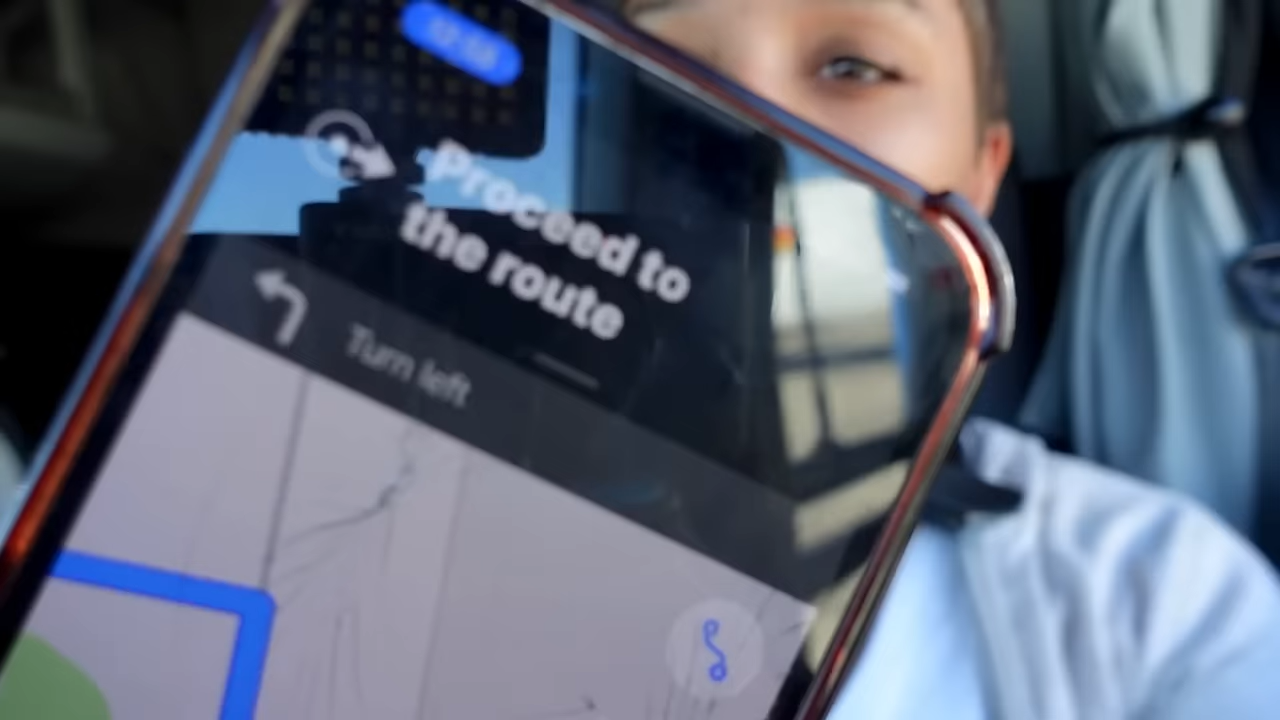 Proceed to
the route
Turn left